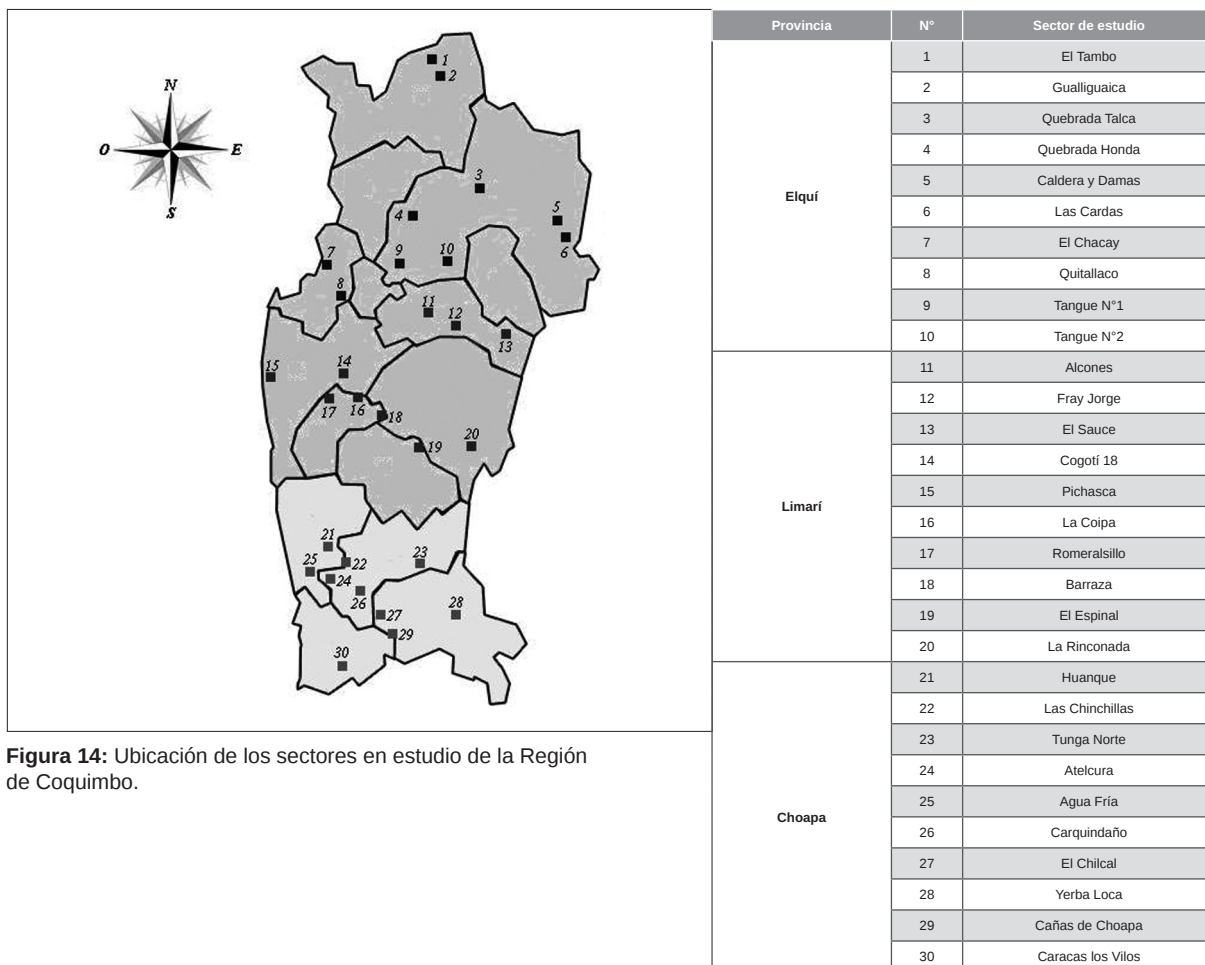 N
O
E
S
1
2
3
4
5
6
7
8
9
10
11
12
13
14
15
16
17
18
19
20
21
22
23
24
25
26
27
28
29
30
Figura 14: Ubicación de los sectores en estudio de la Región
de Coquimbo.
Provincia N° Sector de estudio
Elquí
1 El Tambo
2 Gualliguaica
3 Quebrada Talca
4 Quebrada Honda
5 Caldera y Damas
6 Las Cardas
7 El Chacay
8 Quitallaco
9 Tangue N°1
10 Tangue N°2
Limarí
11 Alcones
12 Fray Jorge
13 El Sauce
14 Cogotí 18
15 Pichasca
16 La Coipa
17 Romeralsillo
18 Barraza
19 El Espinal
20 La Rinconada
Choapa
21 Huanque
22 Las Chinchillas
23 Tunga Norte
24 Atelcura
25 Agua Fría
26 Carquindaño
27 El Chilcal
28 Yerba Loca
29 Cañas de Choapa
30 Caracas los Vilos